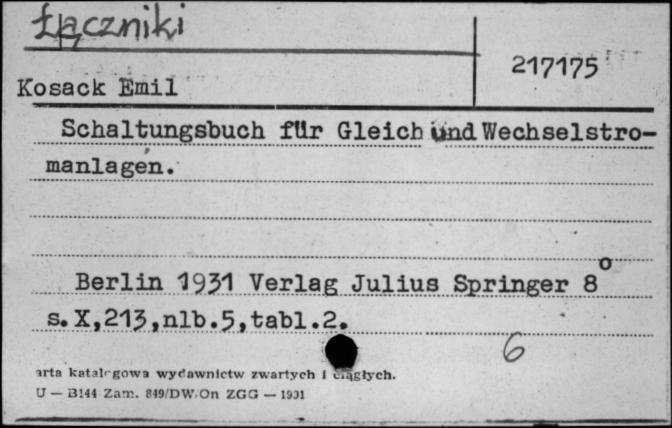 Łączniki
217175
Kosack Emil
Schaltungsbuch für Gleich und Wechselstro-
manlagen.
Berlin 1931 Verlag Julius Springer 8°
s.X,213,nlb.5,tabl.2.
6
arta katalogowa wydawnictw zwartych i ciągłych.
U — B144 Zam. 849/DW.On ZGG — 1931